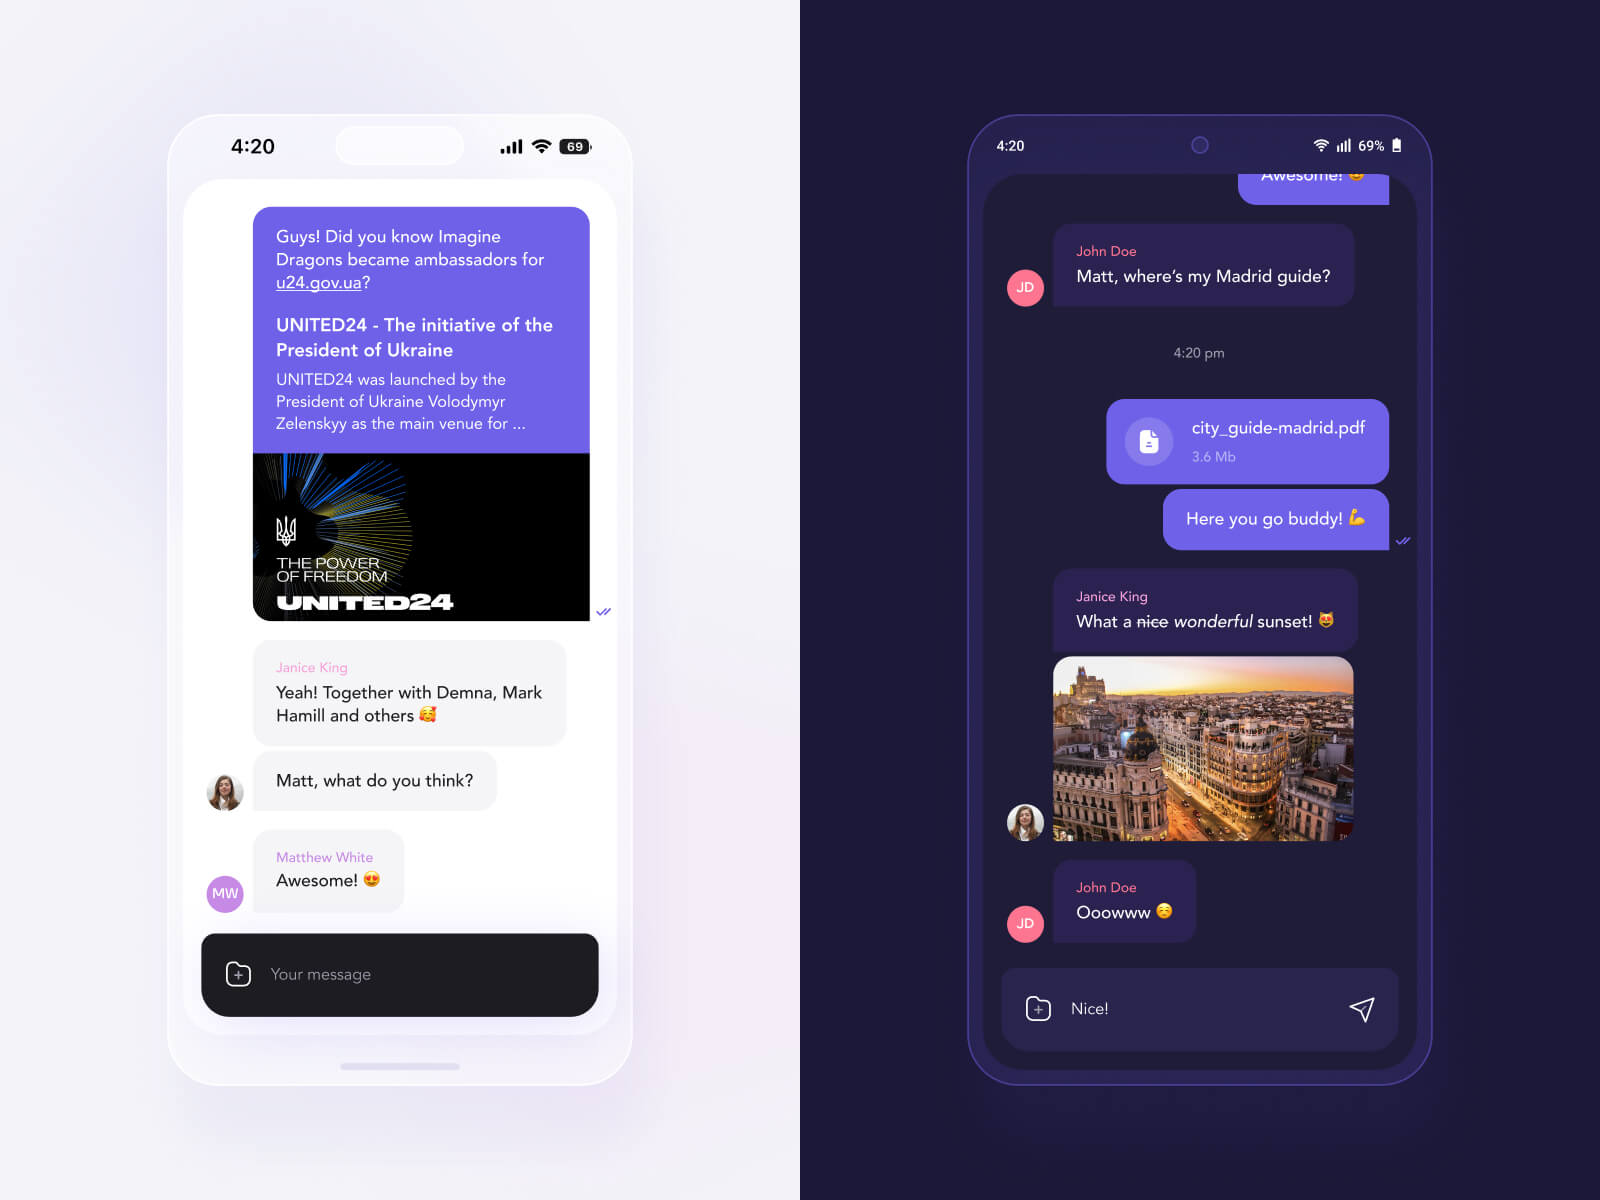 4:20
69
Guys! Did you know Imagine
Dragons became ambassadors for
u24.gov.ua?
UNITED24 - The initiative of the
President of Ukraine
UNITED24 was launched by the
President of Ukraine Volodymyr
Zelenskyy as the main venue for ...
THE POWER
OF FREEDOM
UNITED24
Janice King
Yeah! Together with Demna, Mark
Hamill and others 🥰
Matt, what do you think?
MW
Matthew White
Awesome! 😍
Your message
4:20
69%
Awesome! 😍
John Doe
JD
Matt, where's my Madrid guide?
4:20 pm
city_guide-madrid.pdf
3.6 Mb
Here you go buddy! 💪
Janice King
What a nice wonderful sunset! 😻
John Doe
JD
Ooowww ☺️
Nice!